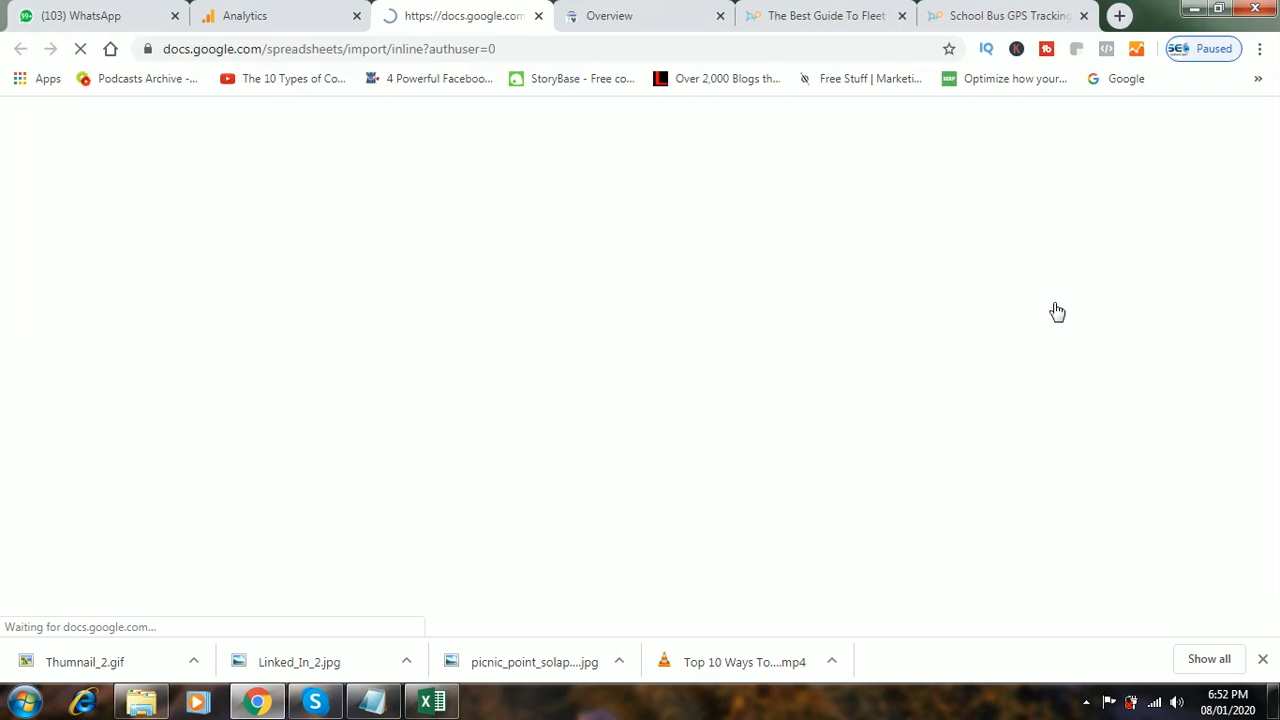 (103) WhatsApp
Analytics
https://docs.google.com
Overview
The Best Guide To Fleet
School Bus GPS Tracking
docs.google.com/spreadsheets/import/inline?authuser=0
IQ
K
SEO
Paused
Apps
Podcasts Archive -...
The 10 Types of Co...
4 Powerful Faceboo...
StoryBase - Free co...
Over 2,000 Blogs th...
Free Stuff | Marketi...
Optimize how your...
Google
»
Waiting for docs.google.com...
Thumnail_2.gif
Linked_In_2.jpg
picnic_point_solap....jpg
Top 10 Ways To....mp4
Show all
6:52 PM
08/01/2020